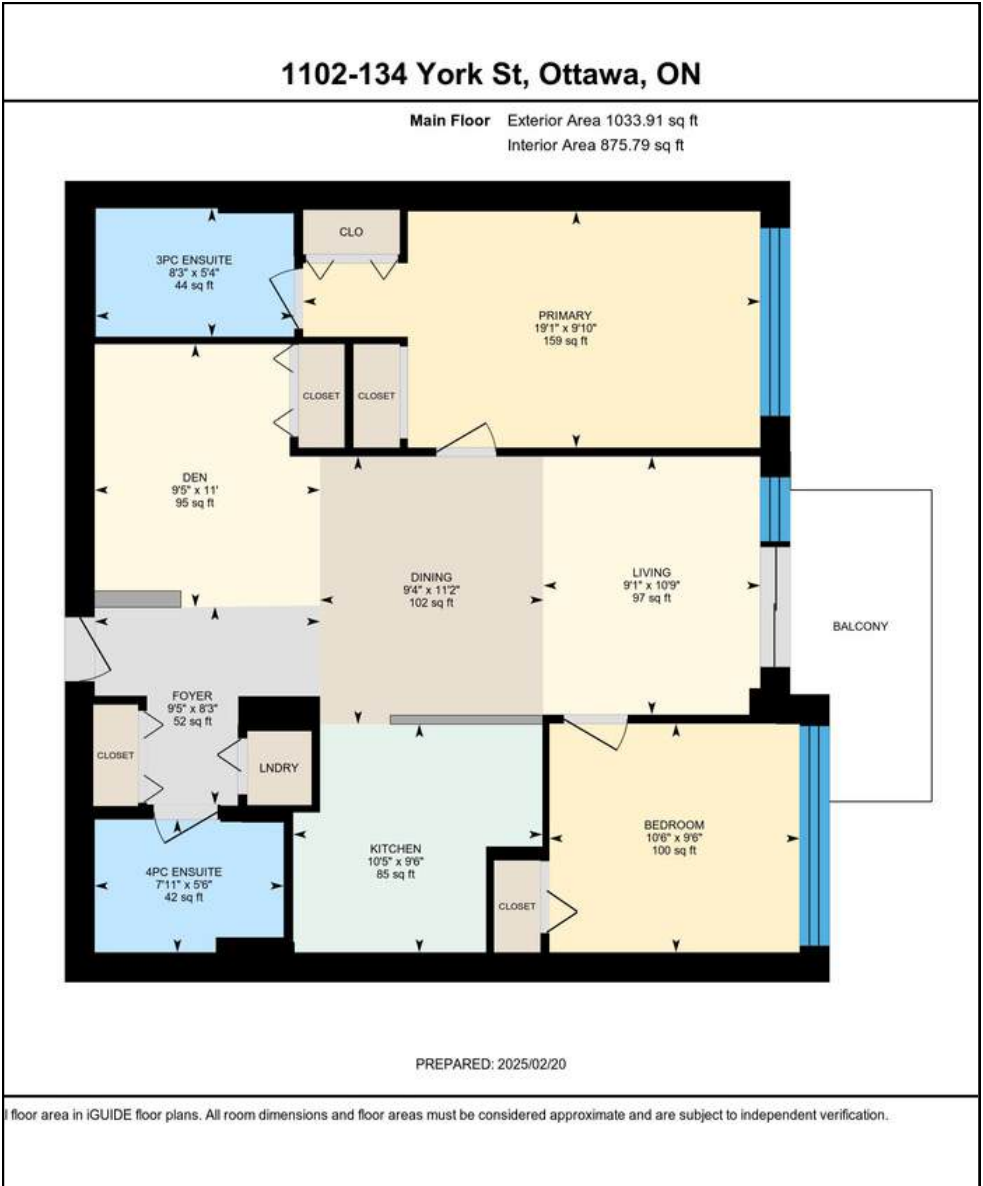 1102-134 York St, Ottawa, ON
Main Floor Exterior Area 1033.91 sq ft
Interior Area 875.79 sq ft
CLO
3PC ENSUITE
8'3" x 5'4"
44 sq ft
PRIMARY
19'1" x 9'10"
159 sq ft
CLOSET
CLOSET
DEN
9'5" x 11'
95 sq ft
DINING
9'4" x 11'2"
102 sq ft
LIVING
9'1" x 10'9"
97 sq ft
BALCONY
FOYER
9'5" x 8'3"
52 sq ft
CLOSET
LNDRY
KITCHEN
10'5" x 9'6"
85 sq ft
BEDROOM
10'6" x 9'6"
100 sq ft
4PC ENSUITE
7'11" x 5'6"
42 sq ft
CLOSET
PREPARED: 2025/02/20
l floor area in iGUIDE floor plans. All room dimensions and floor areas must be considered approximate and are subject to independent verification.